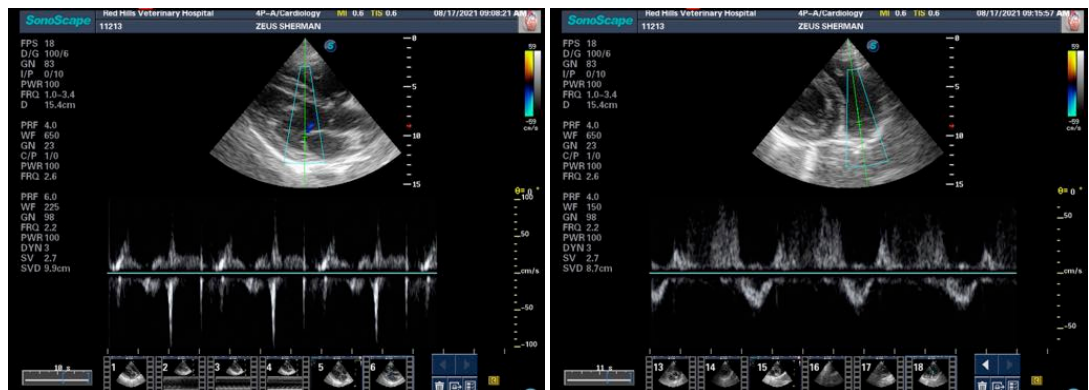 SonoScape
Red Hills Veterinary Hospital 4P-A/Cardiology MI 0.6 TIS 0.6 08/17/2021 09:08:21 AM
11213 ZEUS SHERMAN
FPS 18
D/G 100/6
GN 83
I/P 0/10
PWR 100
FRQ 1.0-3.4
D 15.4cm
PRF 4.0
WF 650
GN 23
C/P 1/0
PWR 100
FRQ 2.6
PRF 6.0
WF 225
GN 98
FRQ 2.2
PWR 100
DYN 3
SV 2.7
SVD 9.9cm
0
5
10
15
59
-59
cm/s
θ= 0 °
100
50
cm/s
-50
-100
1 2 3 4 5 6
10 s
SonoScape
Red Hills Veterinary Hospital 4P-A/Cardiology MI 0.6 TIS 0.6 08/17/2021 09:15:57 AM
11213 ZEUS SHERMAN
FPS 18
D/G 100/6
GN 83
I/P 0/10
PWR 100
FRQ 1.0-3.4
D 15.4cm
PRF 4.0
WF 650
GN 23
C/P 1/0
PWR 100
FRQ 2.6
PRF 4.0
WF 150
GN 98
FRQ 2.2
PWR 100
DYN 3
SV 2.7
SVD 8.7cm
0
5
10
15
59
-59
cm/s
θ= 0 °
50
cm/s
-50
13 14 15 16 17 18
11 s